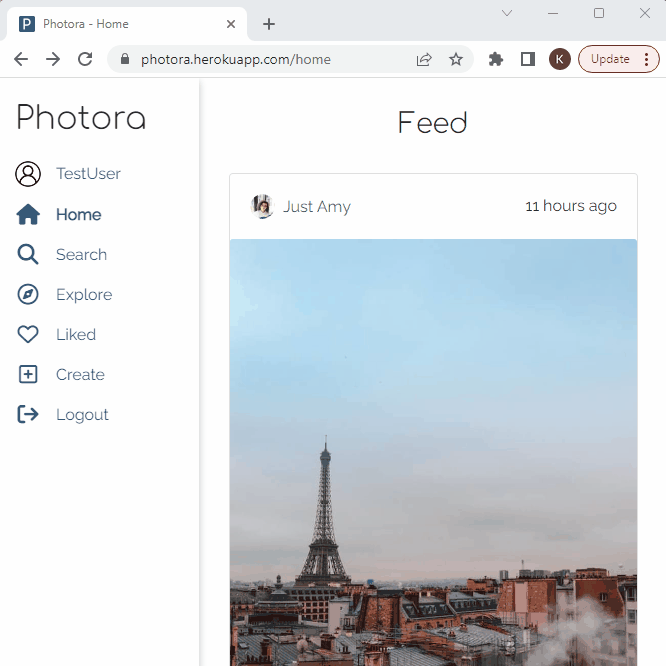 Photora - Home
photora.herokuapp.com/home
K
Update
Photora
TestUser
Home
Search
Explore
Liked
Create
Logout
Feed
Just Amy
11 hours ago